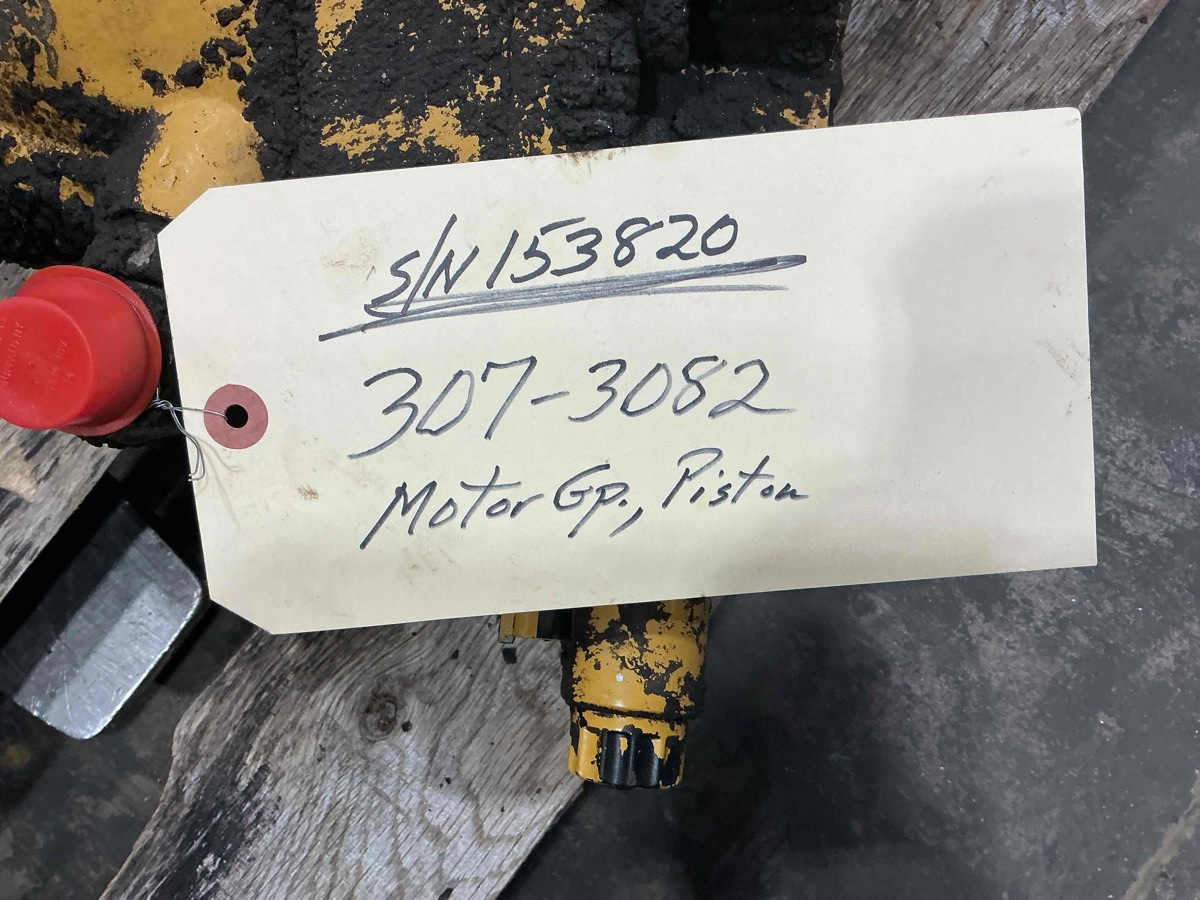 S/N 153820
307-3082
Motor Gp., Piston